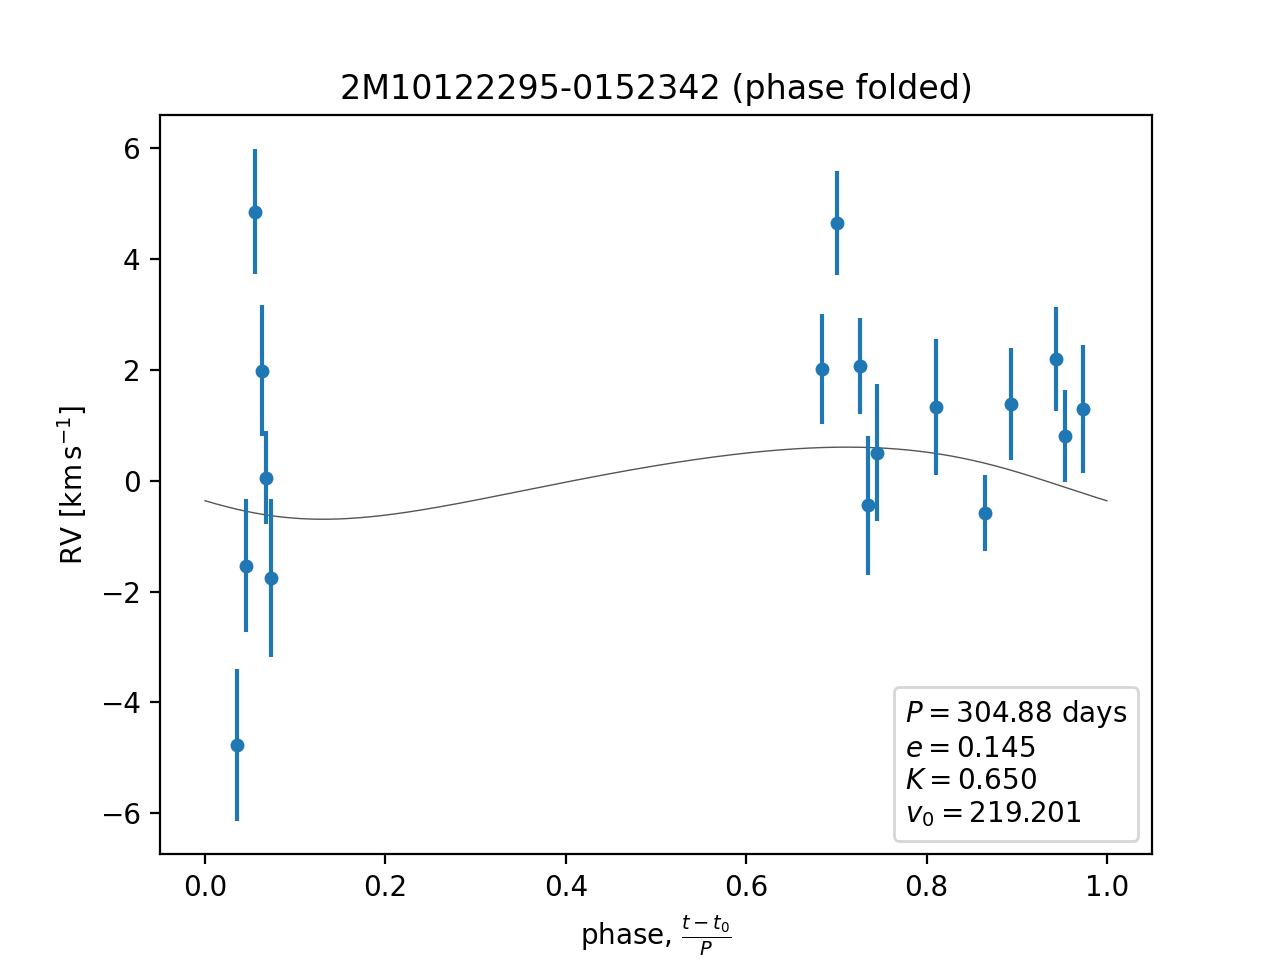 2M10122295-0152342 (phase folded)
6
4
2
0
−2
−4
−6
RV [km s⁻¹]
P = 304.88 days
e = 0.145
K = 0.650
v₀ = 219.201
0.0 0.2 0.4 0.6 0.8 1.0
phase, (t − t₀)/P